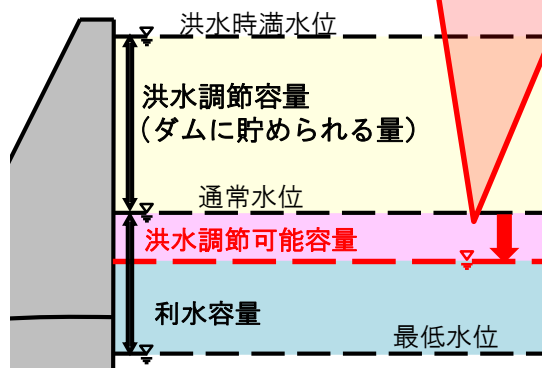 洪水時満水位
洪水調節容量
（ダムに貯められる量）
通常水位
洪水調節可能容量
利水容量
最低水位